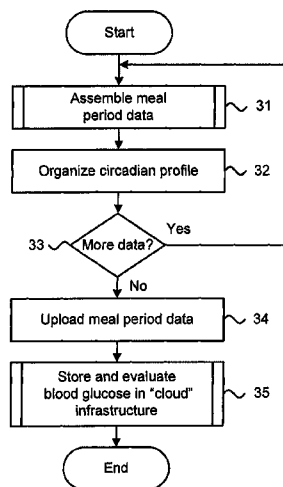 Start
Assemble meal
period data
31
Organize circadian profile
32
33
More data?
Yes
No
Upload meal period data
34
Store and evaluate
blood glucose in "cloud"
infrastructure
35
End